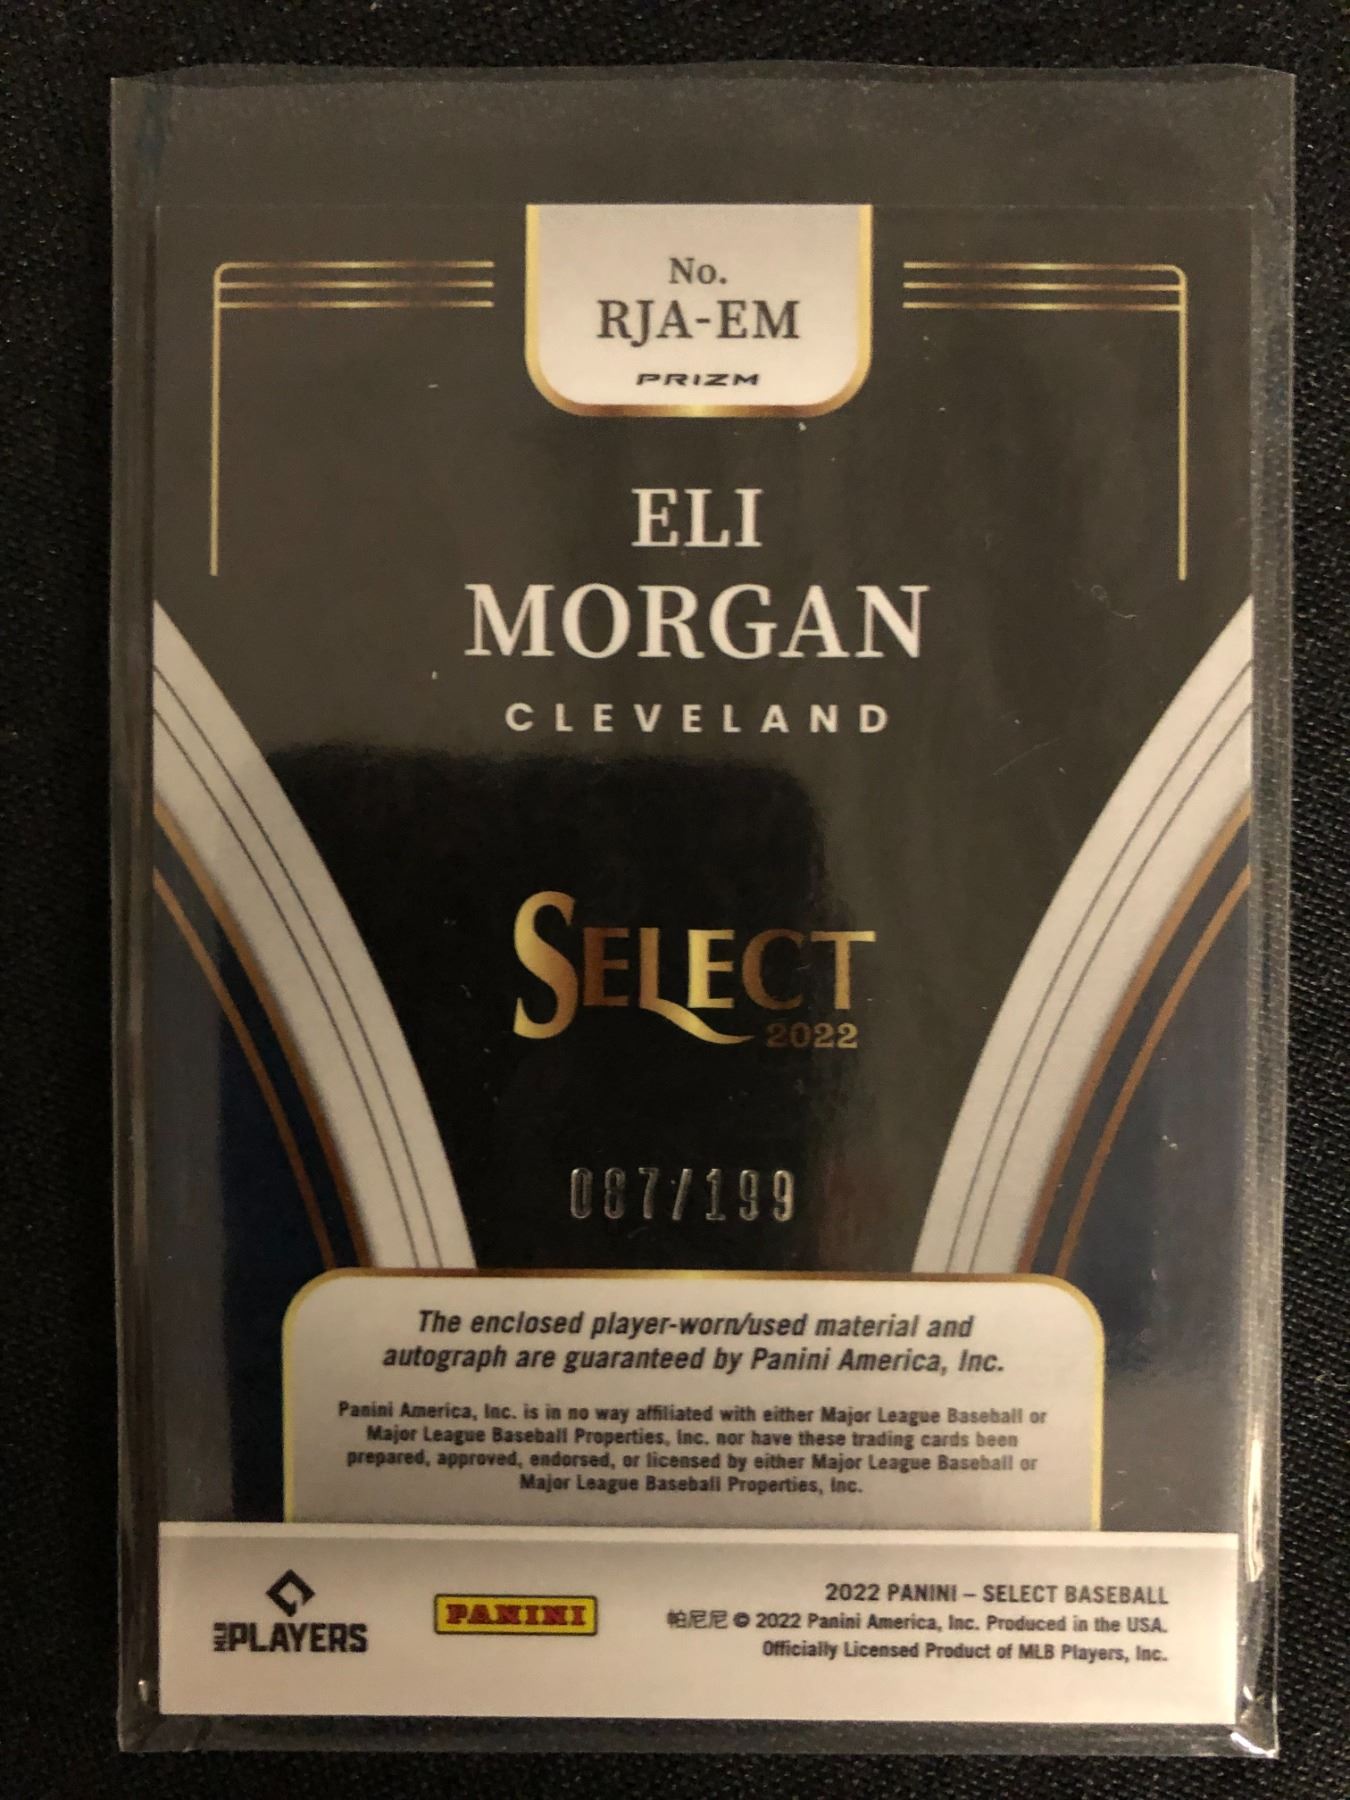 No.
RJA-EM
PRIZM
ELI
MORGAN
CLEVELAND
SELECT
2022
087/199
The enclosed player-worn/used material and
autograph are guaranteed by Panini America, Inc.
Panini America, Inc. is in no way affiliated with either Major League Baseball or
Major League Baseball Properties, Inc. nor have these trading cards been
prepared, approved, endorsed, or licensed by either Major League Baseball or
Major League Baseball Properties, Inc.
MLB PLAYERS
PANINI
2022 PANINI – SELECT BASEBALL
帕尼尼 © 2022 Panini America, Inc. Produced in the USA.
Officially Licensed Product of MLB Players, Inc.